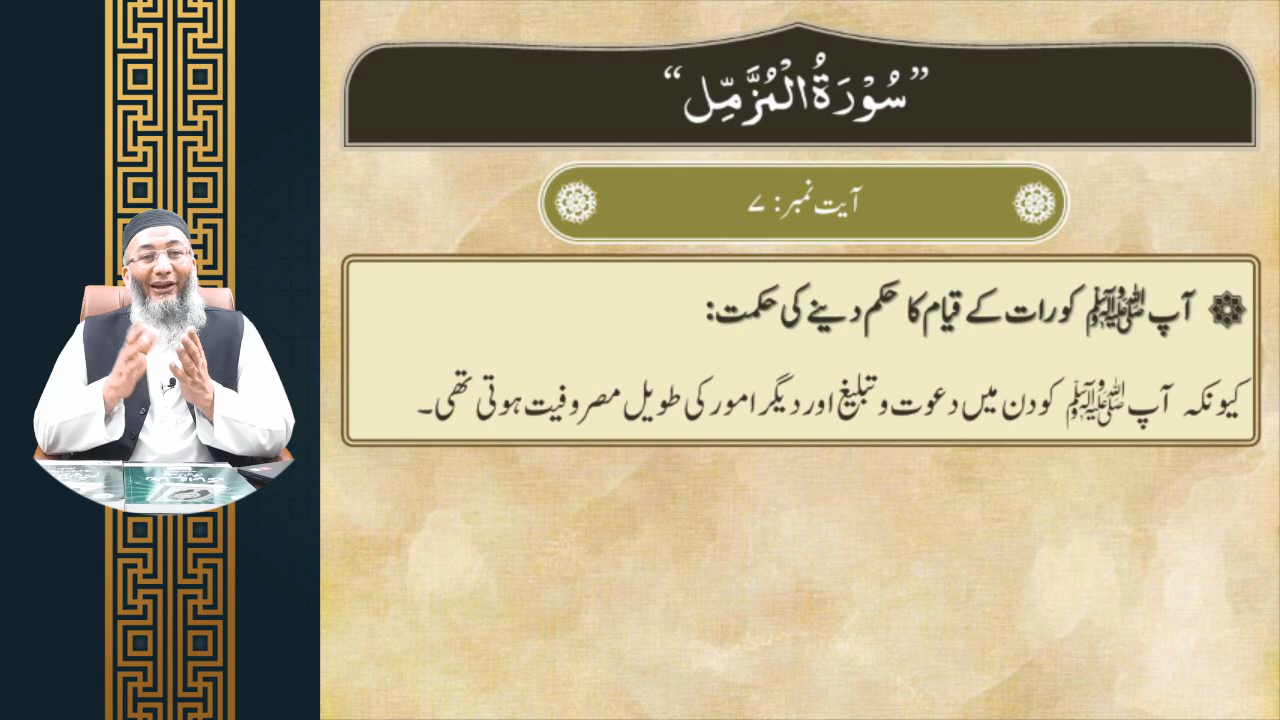 ”سُوْرَۃُ الْمُزَّمِّل“
آیت نمبر: ۷
آپ ﷺ کو رات کے قیام کا حکم دینے کی حکمت:
کیونکہ آپ ﷺ کو دن میں دعوت و تبلیغ اور دیگر امور کی طویل مصروفیت ہوتی تھی۔